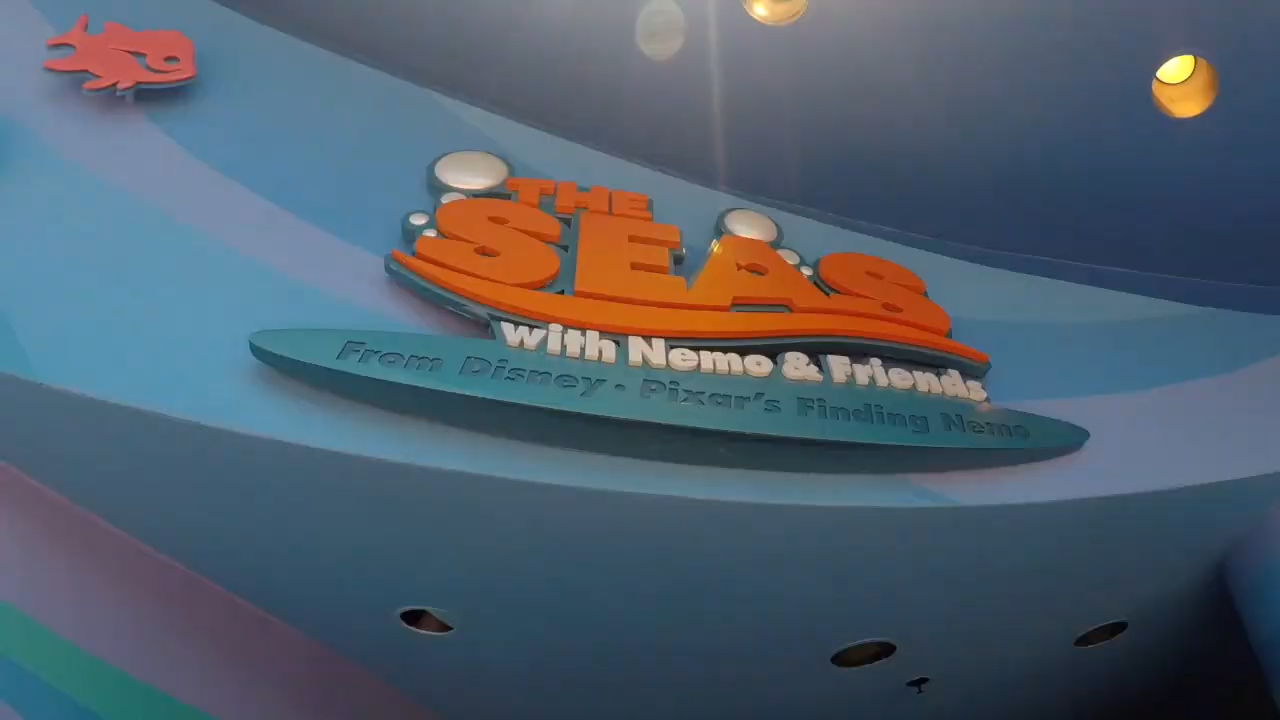 THE
SEAS
with Nemo & Friends
From Disney • Pixar's Finding Nemo